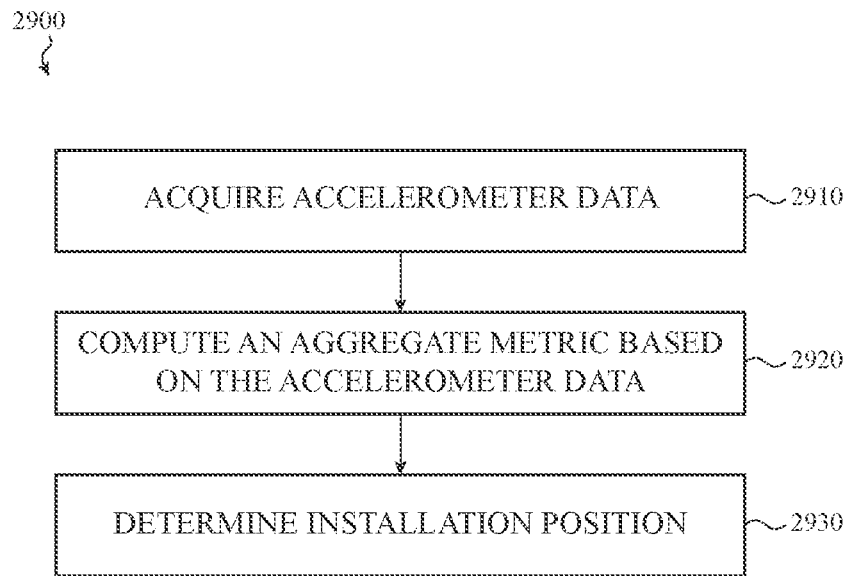 2900
ACQUIRE ACCELEROMETER DATA
2910
COMPUTE AN AGGREGATE METRIC BASED
ON THE ACCELEROMETER DATA
2920
DETERMINE INSTALLATION POSITION
2930